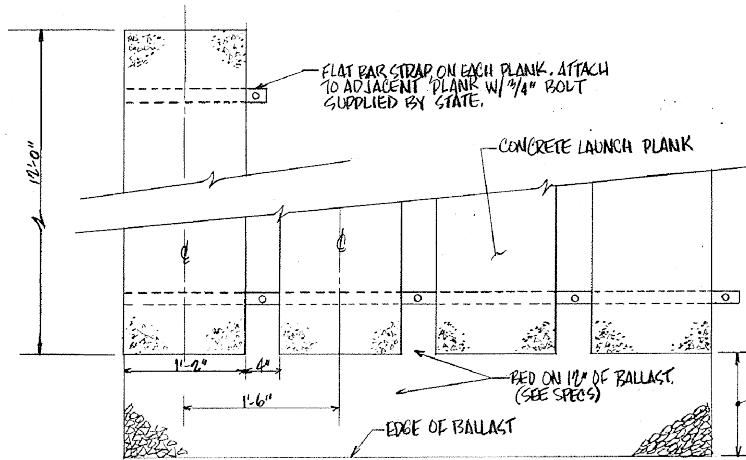 FLAT BAR STRAP, ON EACH PLANK. ATTACH
TO ADJACENT PLANK W/ 3/4" BOLT
SUPPLIED BY STATE.
CONCRETE LAUNCH PLANK
12'-0"
℄
℄
1'-2"
4"
1'-6"
BED ON 12" OF BALLAST.
(SEE SPECS)
EDGE OF BALLAST